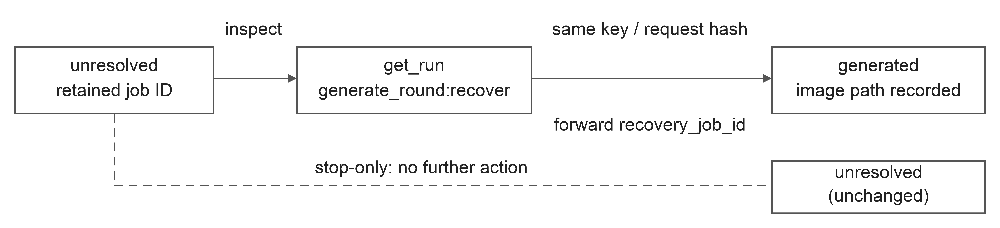 inspect
same key / request hash
unresolved
retained job ID
get_run
generate_round:recover
generated
image path recorded
forward recovery_job_id
stop-only: no further action
unresolved
(unchanged)